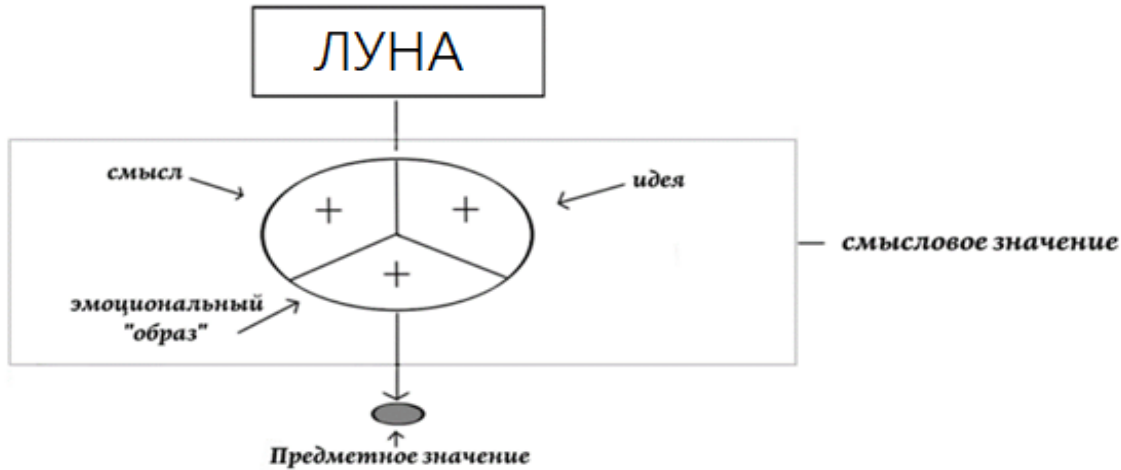 ЛУНА
смысл
идея
смысловое значение
эмоциональный
"образ"
Предметное значение